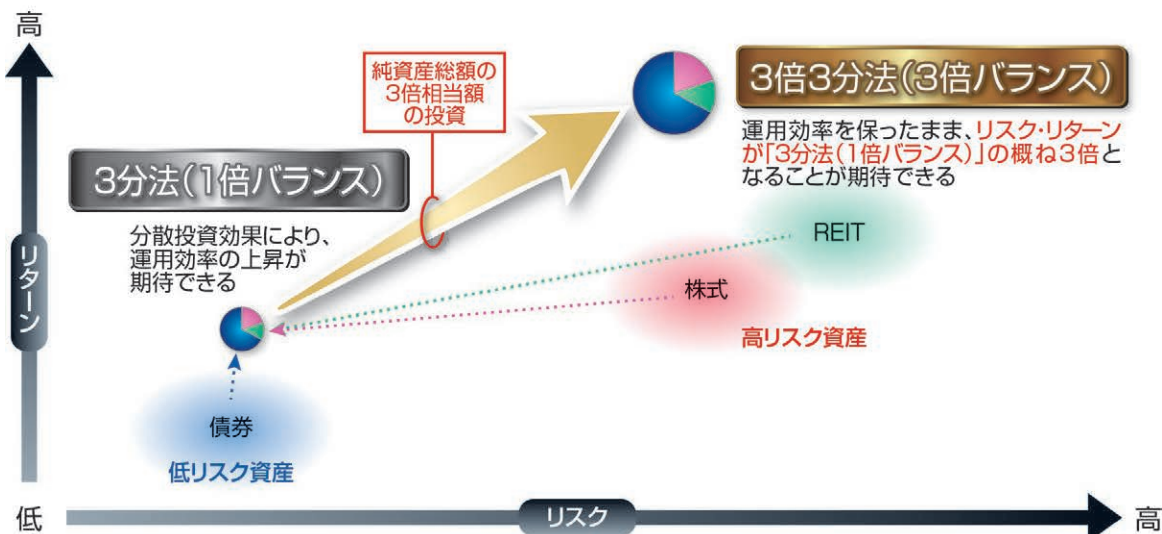 高
純資産総額の
3倍相当額
の投資
3倍3分法(3倍バランス)
運用効率を保ったまま、リスク・リターン
が「3分法(1倍バランス)」の概ね3倍と
なることが期待できる
3分法(1倍バランス)
分散投資効果により、
運用効率の上昇が
期待できる
REIT
株式
高リスク資産
リターン
債券
低リスク資産
低
リスク
高